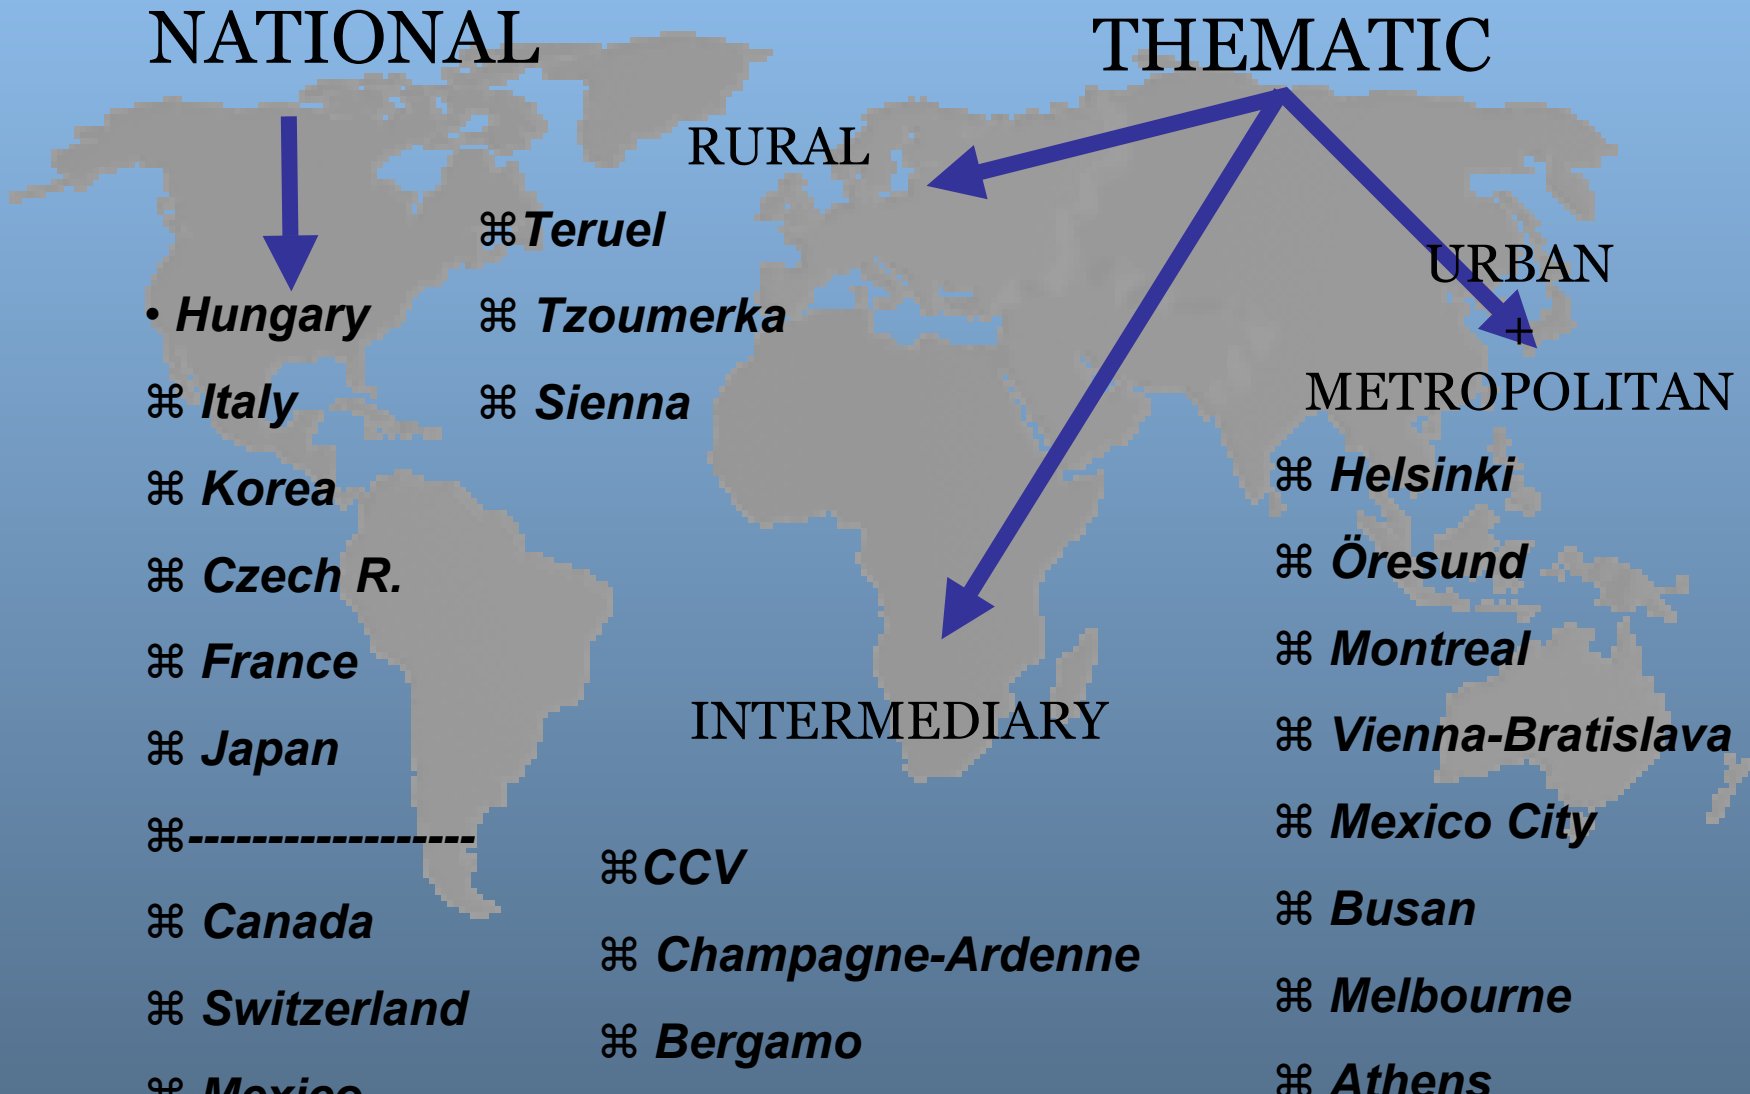 NATIONAL
• Hungary
⌘ Italy
⌘ Korea
⌘ Czech R.
⌘ France
⌘ Japan
⌘------------------
⌘ Canada
⌘ Switzerland
⌘ Mexico
THEMATIC
RURAL
⌘Teruel
⌘ Tzoumerka
⌘ Sienna
INTERMEDIARY
⌘CCV
⌘ Champagne-Ardenne
⌘ Bergamo
URBAN
+
METROPOLITAN
⌘ Helsinki
⌘ Öresund
⌘ Montreal
⌘ Vienna-Bratislava
⌘ Mexico City
⌘ Busan
⌘ Melbourne
⌘ Athens